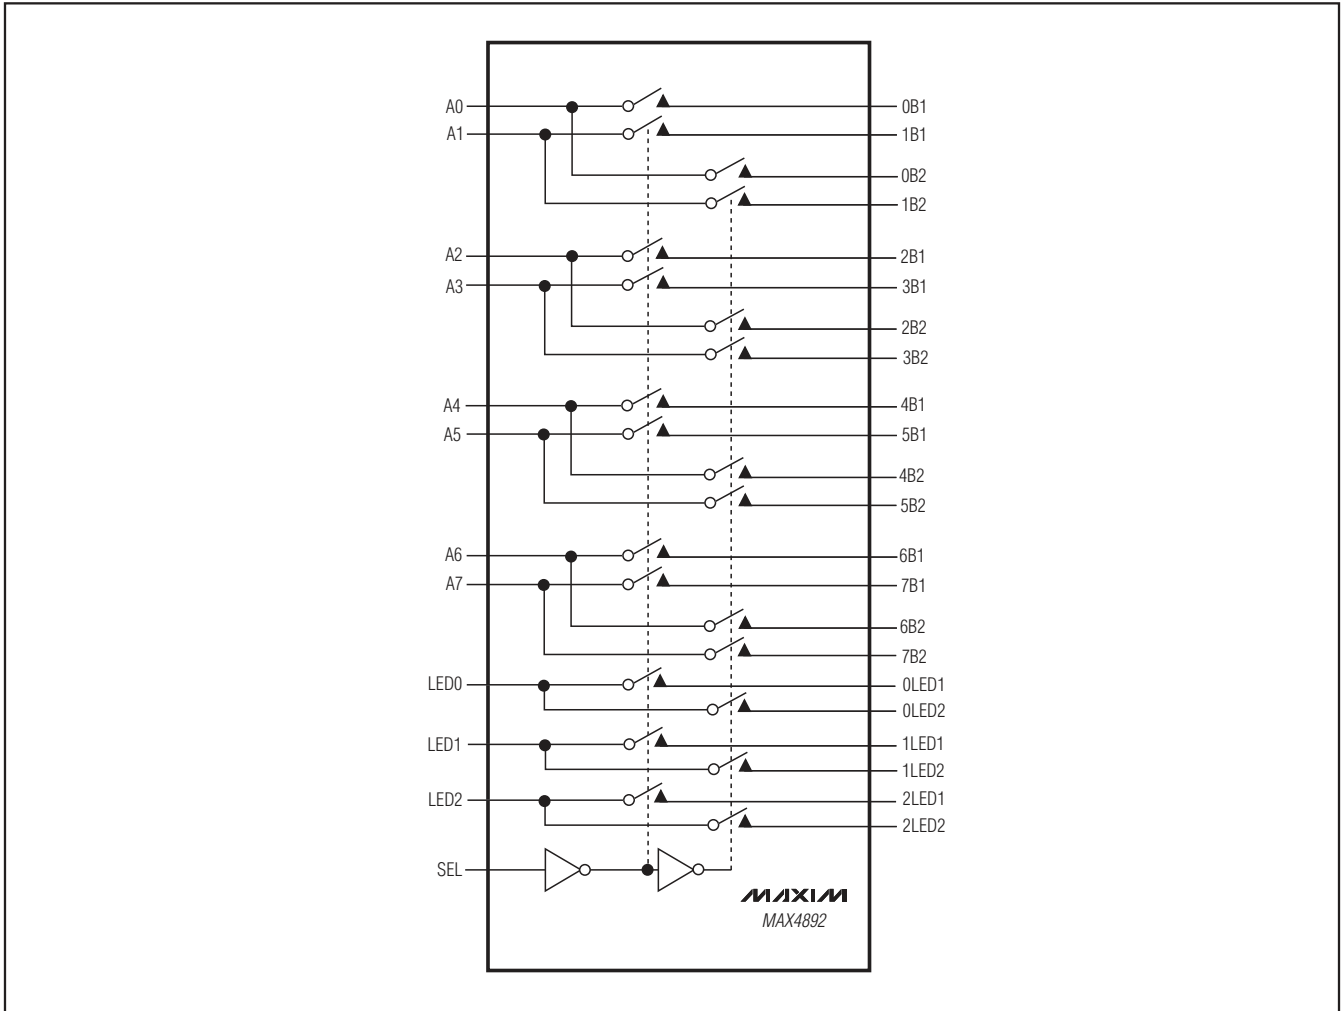 A0 0B1
A1 1B1
0B2
1B2
A2 2B1
A3 3B1
2B2
3B2
A4 4B1
A5 5B1
4B2
5B2
A6 6B1
A7 7B1
6B2
7B2
LED0 0LED1
0LED2
LED1 1LED1
1LED2
LED2 2LED1
2LED2
SEL
MAXIM
MAX4892